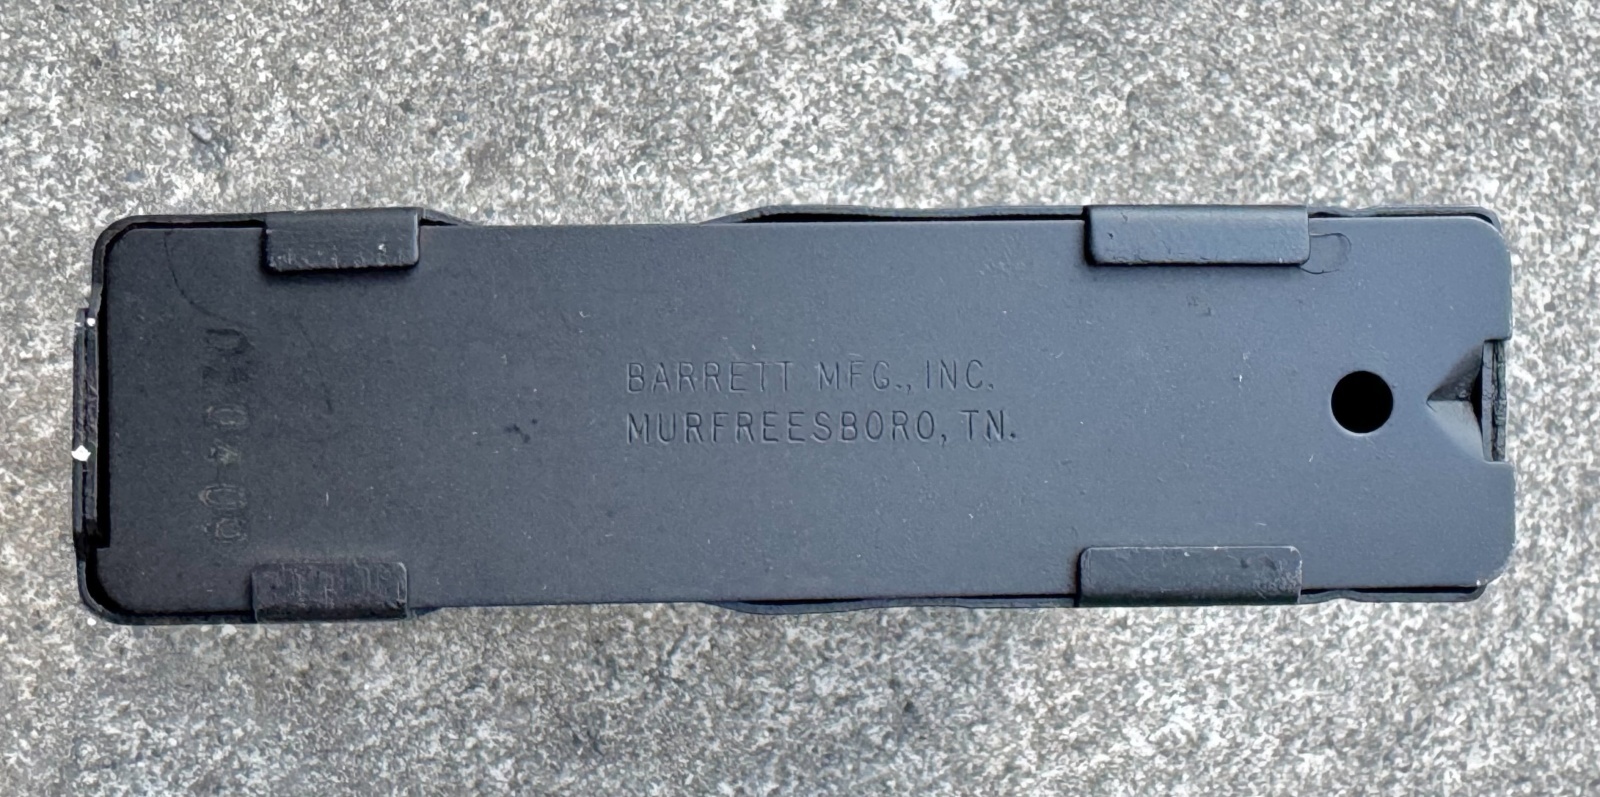 BARRETT MFG., INC.
MURFREESBORO, TN.